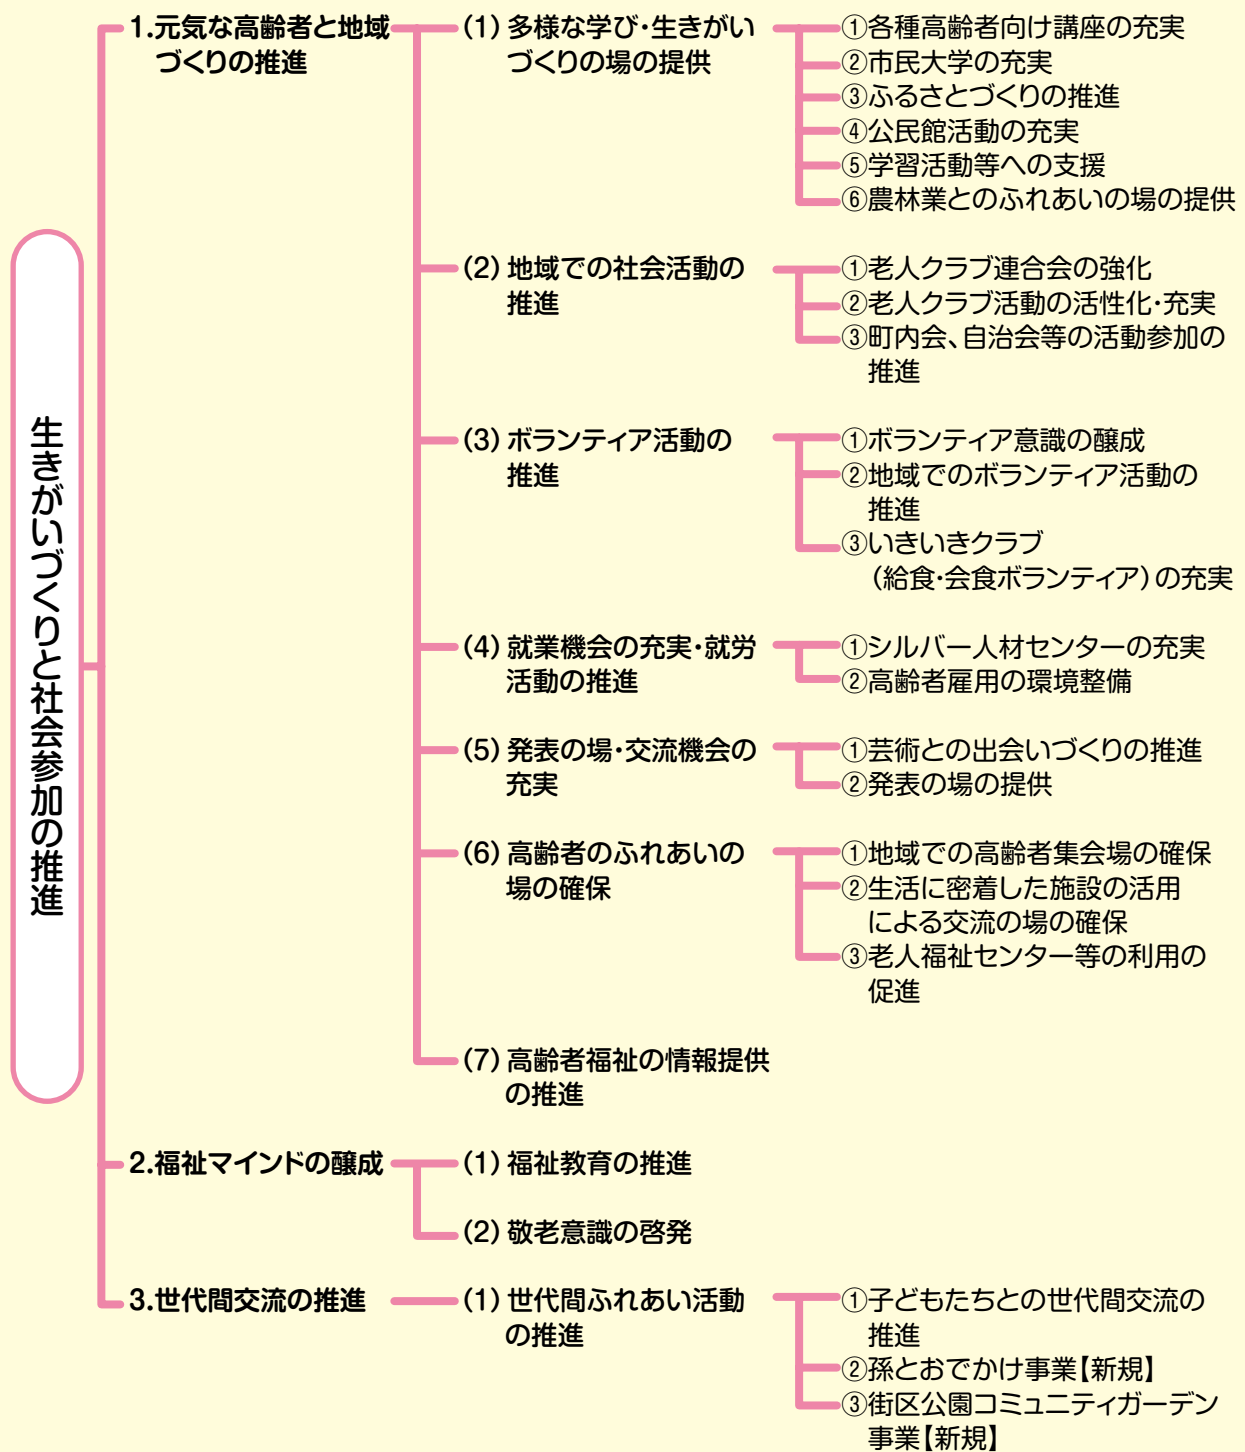 生きがいづくりと社会参加の推進
1.元気な高齢者と地域
づくりの推進
(1) 多様な学び・生きがい
づくりの場の提供
①各種高齢者向け講座の充実
②市民大学の充実
③ふるさとづくりの推進
④公民館活動の充実
⑤学習活動等への支援
⑥農林業とのふれあいの場の提供
(2) 地域での社会活動の
推進
①老人クラブ連合会の強化
②老人クラブ活動の活性化・充実
③町内会、自治会等の活動参加の
推進
(3) ボランティア活動の
推進
①ボランティア意識の醸成
②地域でのボランティア活動の
推進
③いきいきクラブ
（給食・会食ボランティア）の充実
(4) 就業機会の充実・就労
活動の推進
①シルバー人材センターの充実
②高齢者雇用の環境整備
(5) 発表の場・交流機会の
充実
①芸術との出会いづくりの推進
②発表の場の提供
(6) 高齢者のふれあいの
場の確保
①地域での高齢者集会場の確保
②生活に密着した施設の活用
による交流の場の確保
③老人福祉センター等の利用の
促進
(7) 高齢者福祉の情報提供
の推進
2.福祉マインドの醸成
(1) 福祉教育の推進
(2) 敬老意識の啓発
3.世代間交流の推進
(1) 世代間ふれあい活動
の推進
①子どもたちとの世代間交流の
推進
②孫とおでかけ事業【新規】
③街区公園コミュニティガーデン
事業【新規】